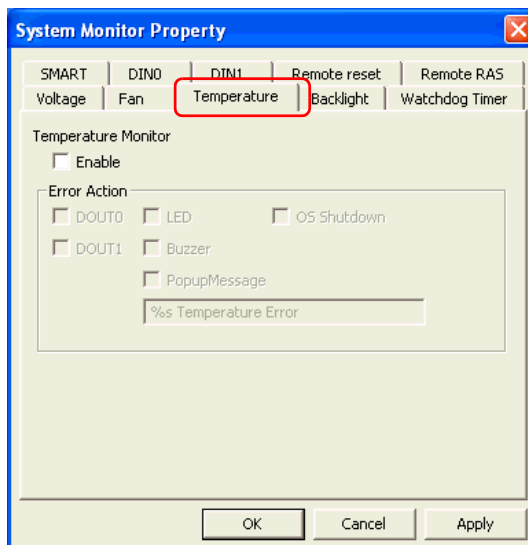 System Monitor Property
SMART DIN0 DIN1 Remote reset Remote RAS
Voltage Fan Temperature Backlight Watchdog Timer
Temperature Monitor
Enable
Error Action
DOUT0 LED OS Shutdown
DOUT1 Buzzer
PopupMessage
%s Temperature Error
OK Cancel Apply